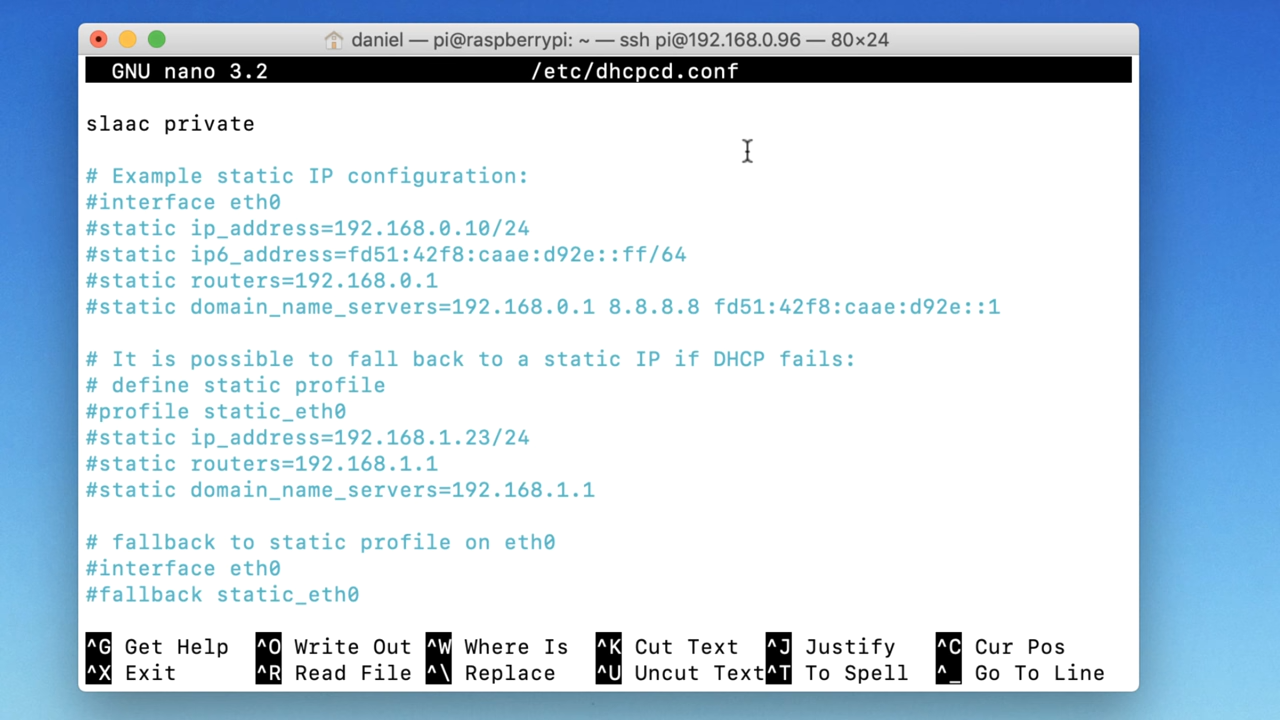 daniel — pi@raspberrypi: ~ — ssh pi@192.168.0.96 — 80×24
GNU nano 3.2 /etc/dhcpcd.conf
slaac private
# Example static IP configuration:
#interface eth0
#static ip_address=192.168.0.10/24
#static ip6_address=fd51:42f8:caae:d92e::ff/64
#static routers=192.168.0.1
#static domain_name_servers=192.168.0.1 8.8.8.8 fd51:42f8:caae:d92e::1
# It is possible to fall back to a static IP if DHCP fails:
# define static profile
#profile static_eth0
#static ip_address=192.168.1.23/24
#static routers=192.168.1.1
#static domain_name_servers=192.168.1.1
# fallback to static profile on eth0
#interface eth0
#fallback static_eth0
^G Get Help ^O Write Out ^W Where Is ^K Cut Text ^J Justify ^C Cur Pos
^X Exit ^R Read File ^\ Replace ^U Uncut Text ^T To Spell ^_ Go To Line